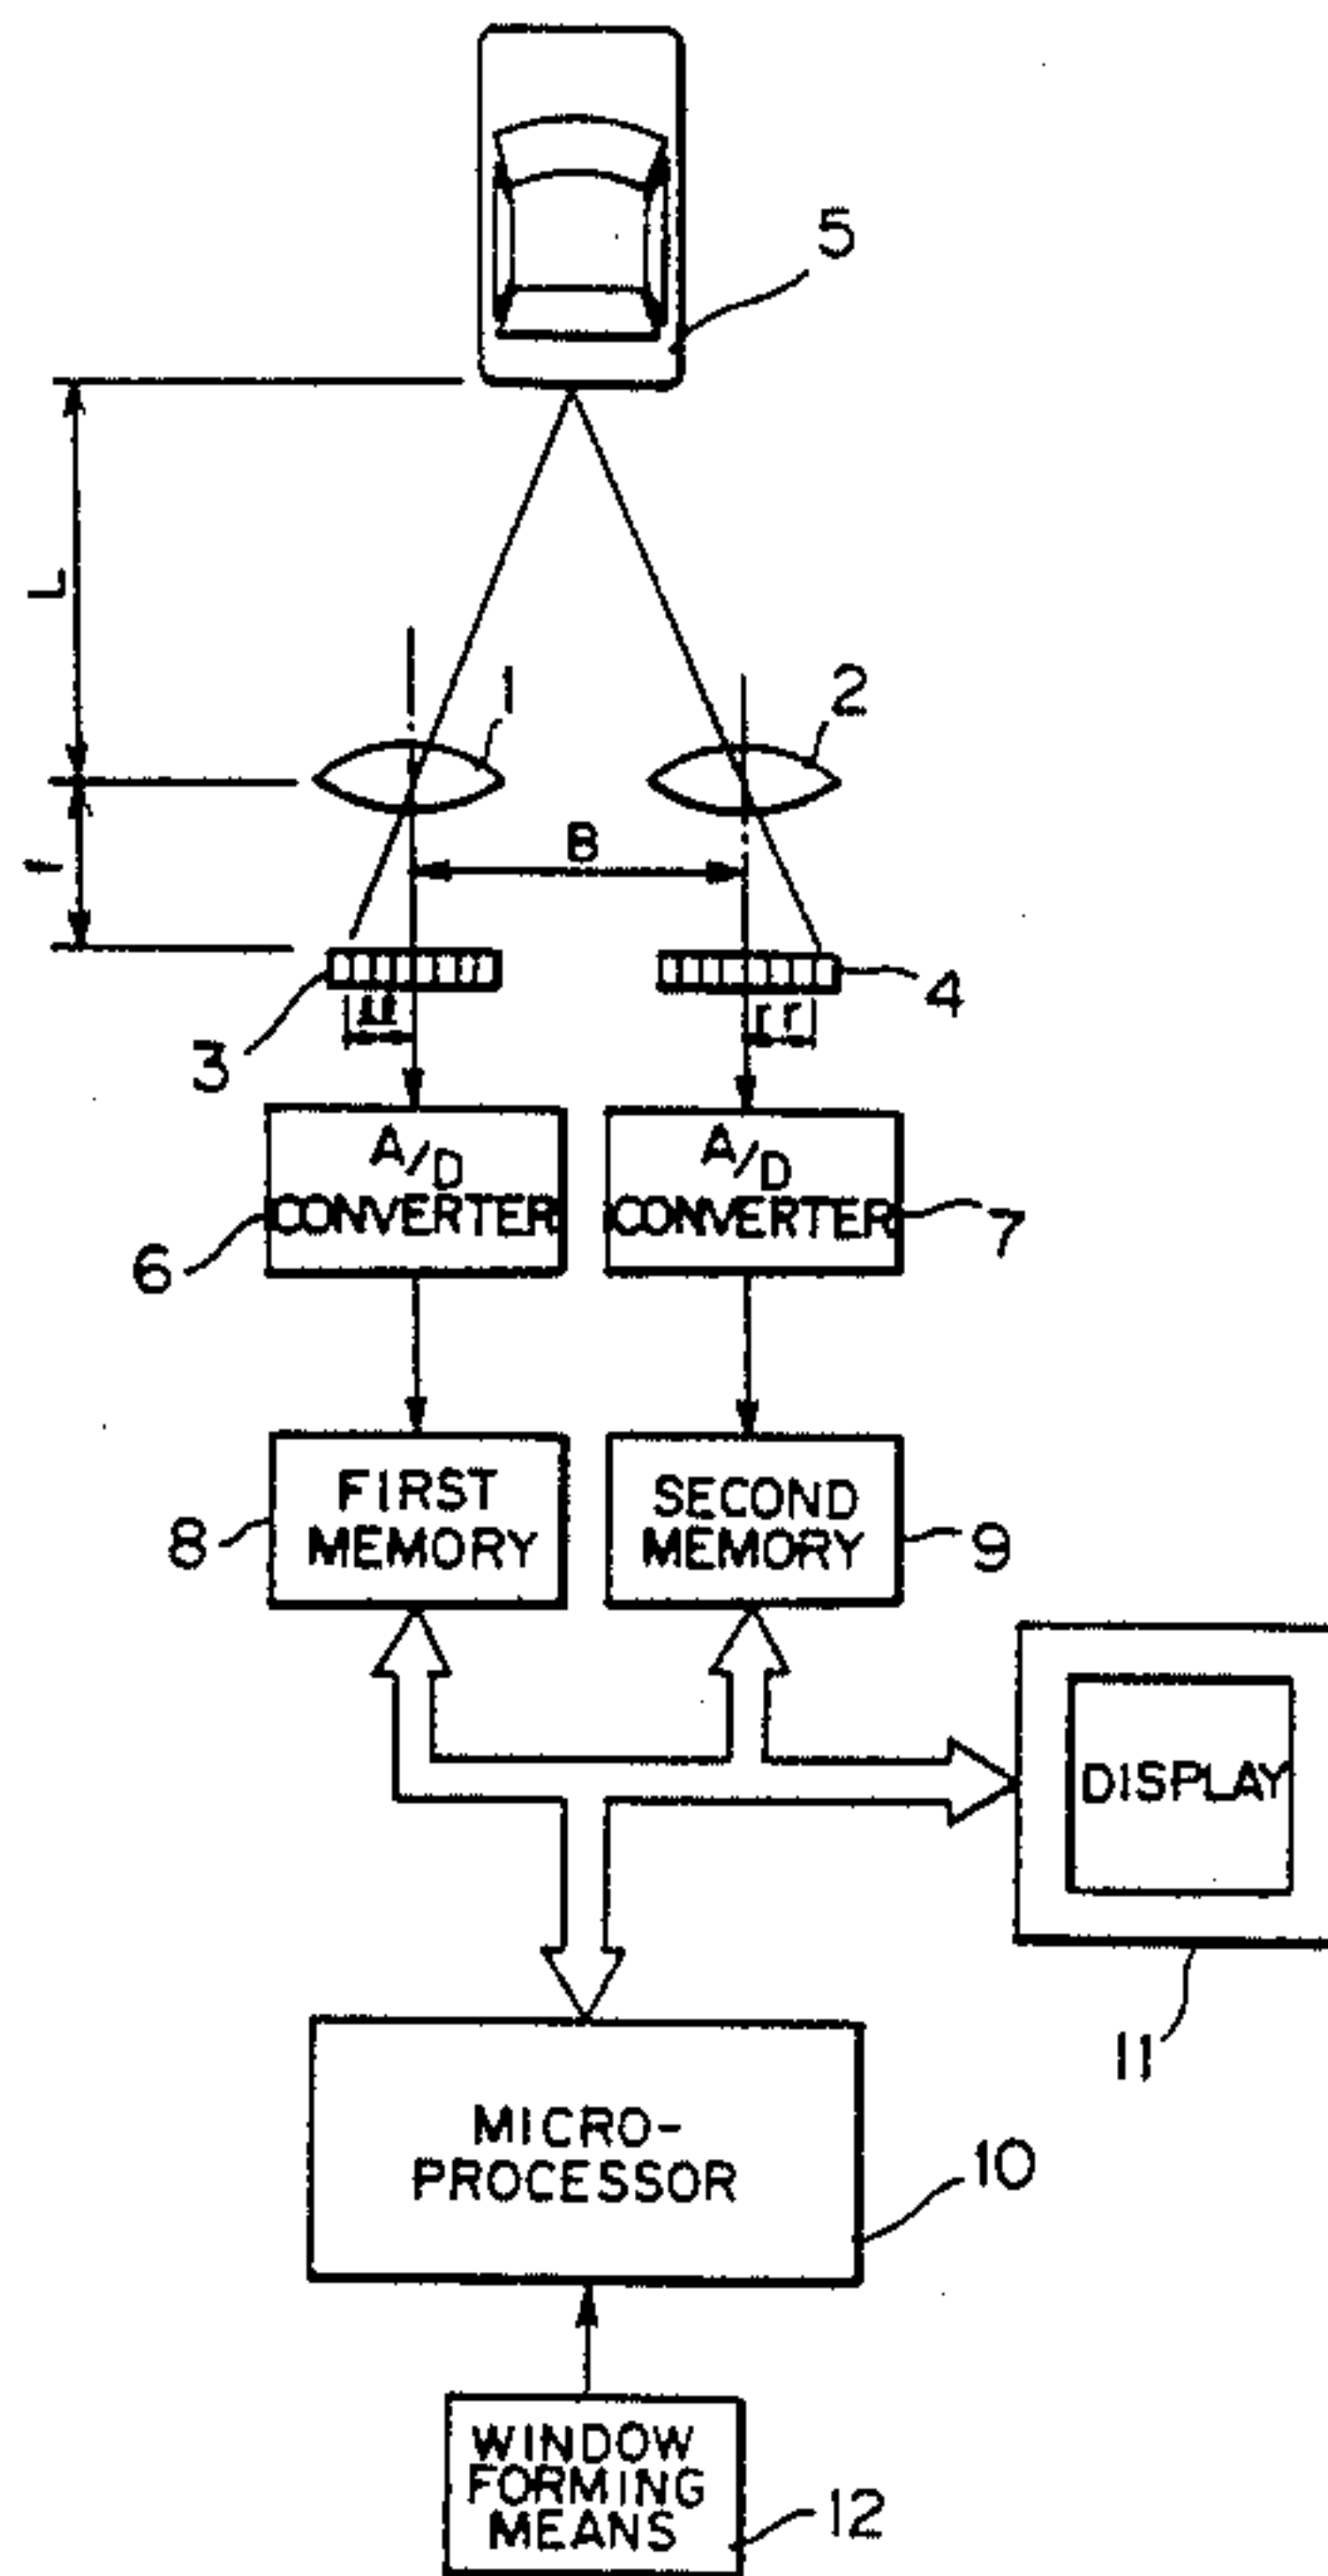 5
L
1
2
f
B
3
4
rr
A/D
CONVERTER
A/D
CONVERTER
6
7
FIRST
MEMORY
SECOND
MEMORY
8
9
DISPLAY
11
MICRO-
PROCESSOR
10
WINDOW
FORMING
MEANS
12